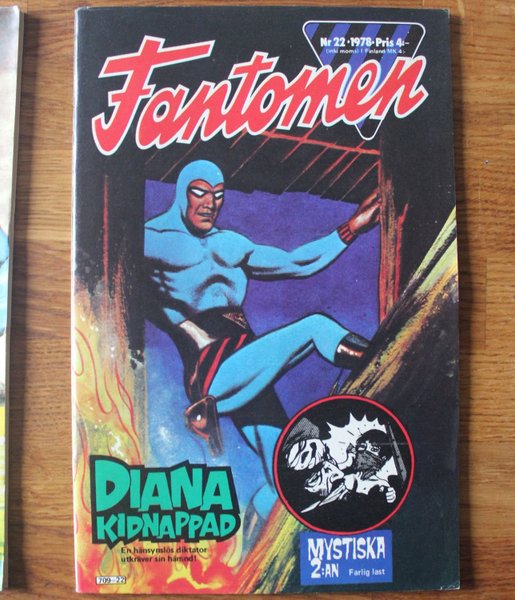 Nr 22 • 1978 • Pris 4:-
(inkl moms) I Finland MK 4:-
Fantomen
DIANA
KIDNAPPAD
En hänsynslös diktator
utkräver sin hämnd!
MYSTISKA
2:AN Farlig last
709-22